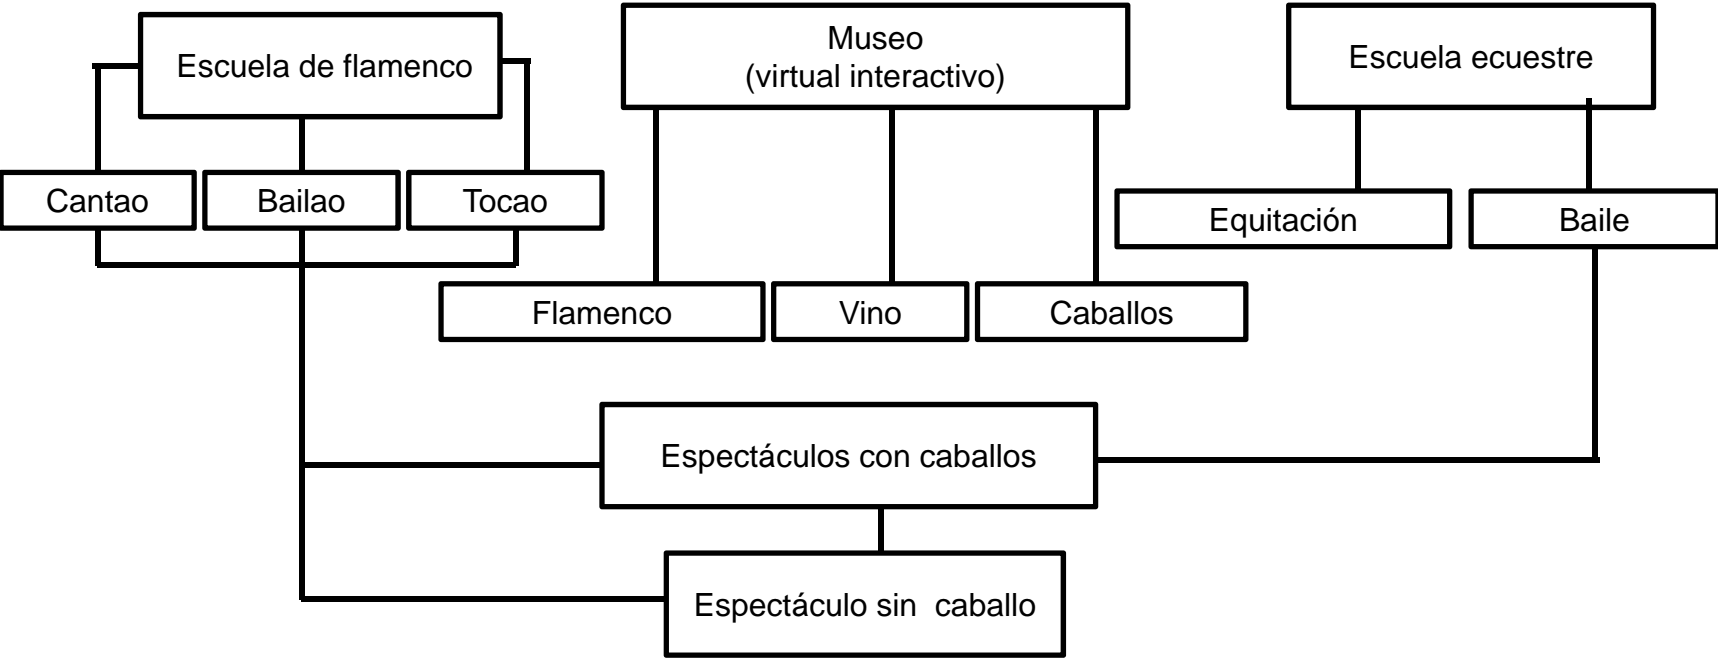 Escuela de flamenco
Museo
(virtual interactivo)
Escuela ecuestre
Cantao
Bailao
Tocao
Equitación
Baile
Flamenco
Vino
Caballos
Espectáculos con caballos
Espectáculo sin  caballo